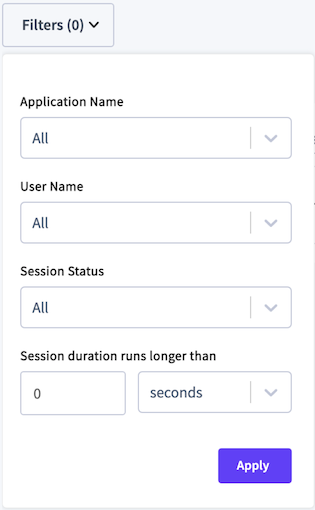 Filters (0)
Application Name
All
User Name
All
Session Status
All
Session duration runs longer than
0 seconds
Apply